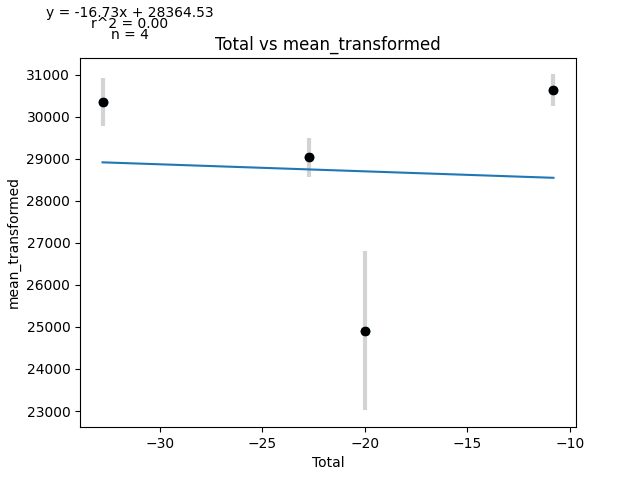 y = -16.73x + 28364.53
r^2 = 0.00
n = 4
Total vs mean_transformed
31000
30000
29000
28000
27000
26000
25000
24000
23000
mean_transformed
−30
−25
−20
−15
−10
Total